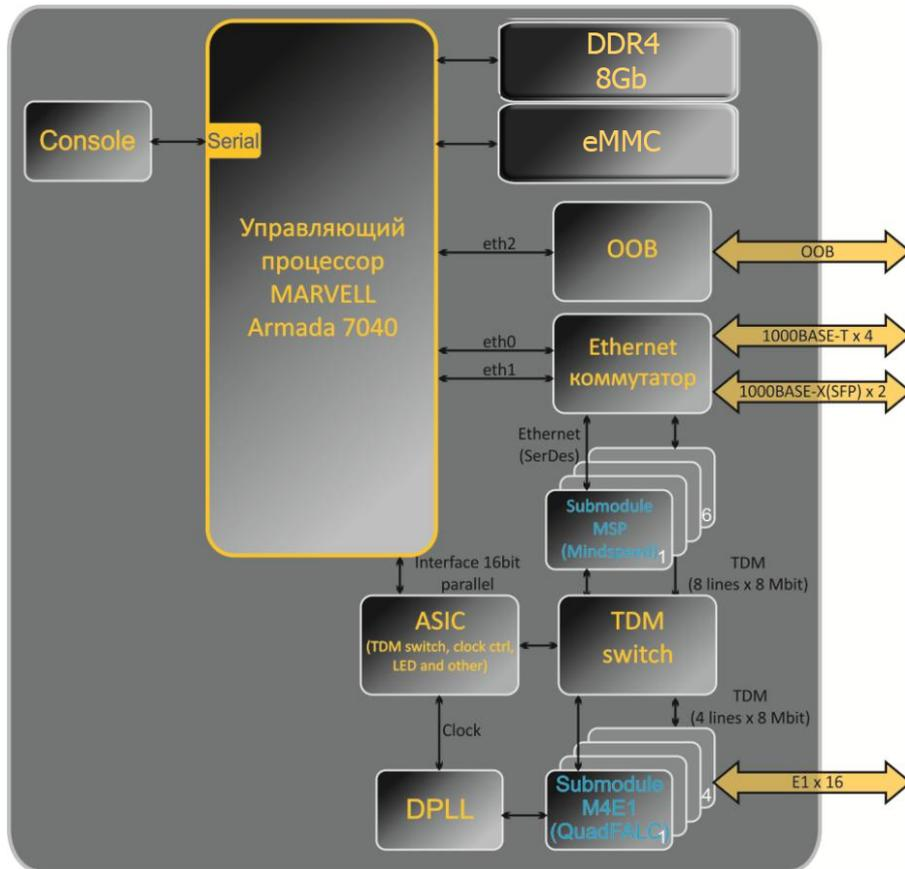 DDR4
8Gb
Console
Serial
eMMC
Управляющий
процессор
MARVELL
Armada 7040
eth2
OOB
OOB
eth0
eth1
Ethernet
коммутатор
1000BASE-T x 4
1000BASE-X(SFP) x 2
Ethernet
(SerDes)
Submodule
MSP
(Mindspeed)
1
6
Interface 16bit
parallel
TDM
(8 lines x 8 Mbit)
ASIC
(TDM switch, clock ctrl,
LED and other)
TDM
switch
TDM
(4 lines x 8 Mbit)
Clock
DPLL
Submodule
M4E1
(QuadFALC)
1
4
E1 x 16